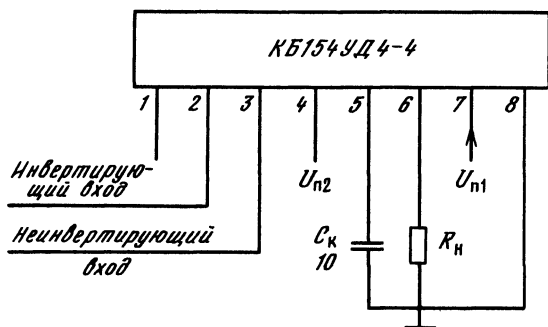 КБ154УД4-4
1 2 3 4 5 6 7 8
Инвертирую-
щий вход
Uп2
Uп1
Неинвертирующий
вход
Cк
10
Rн